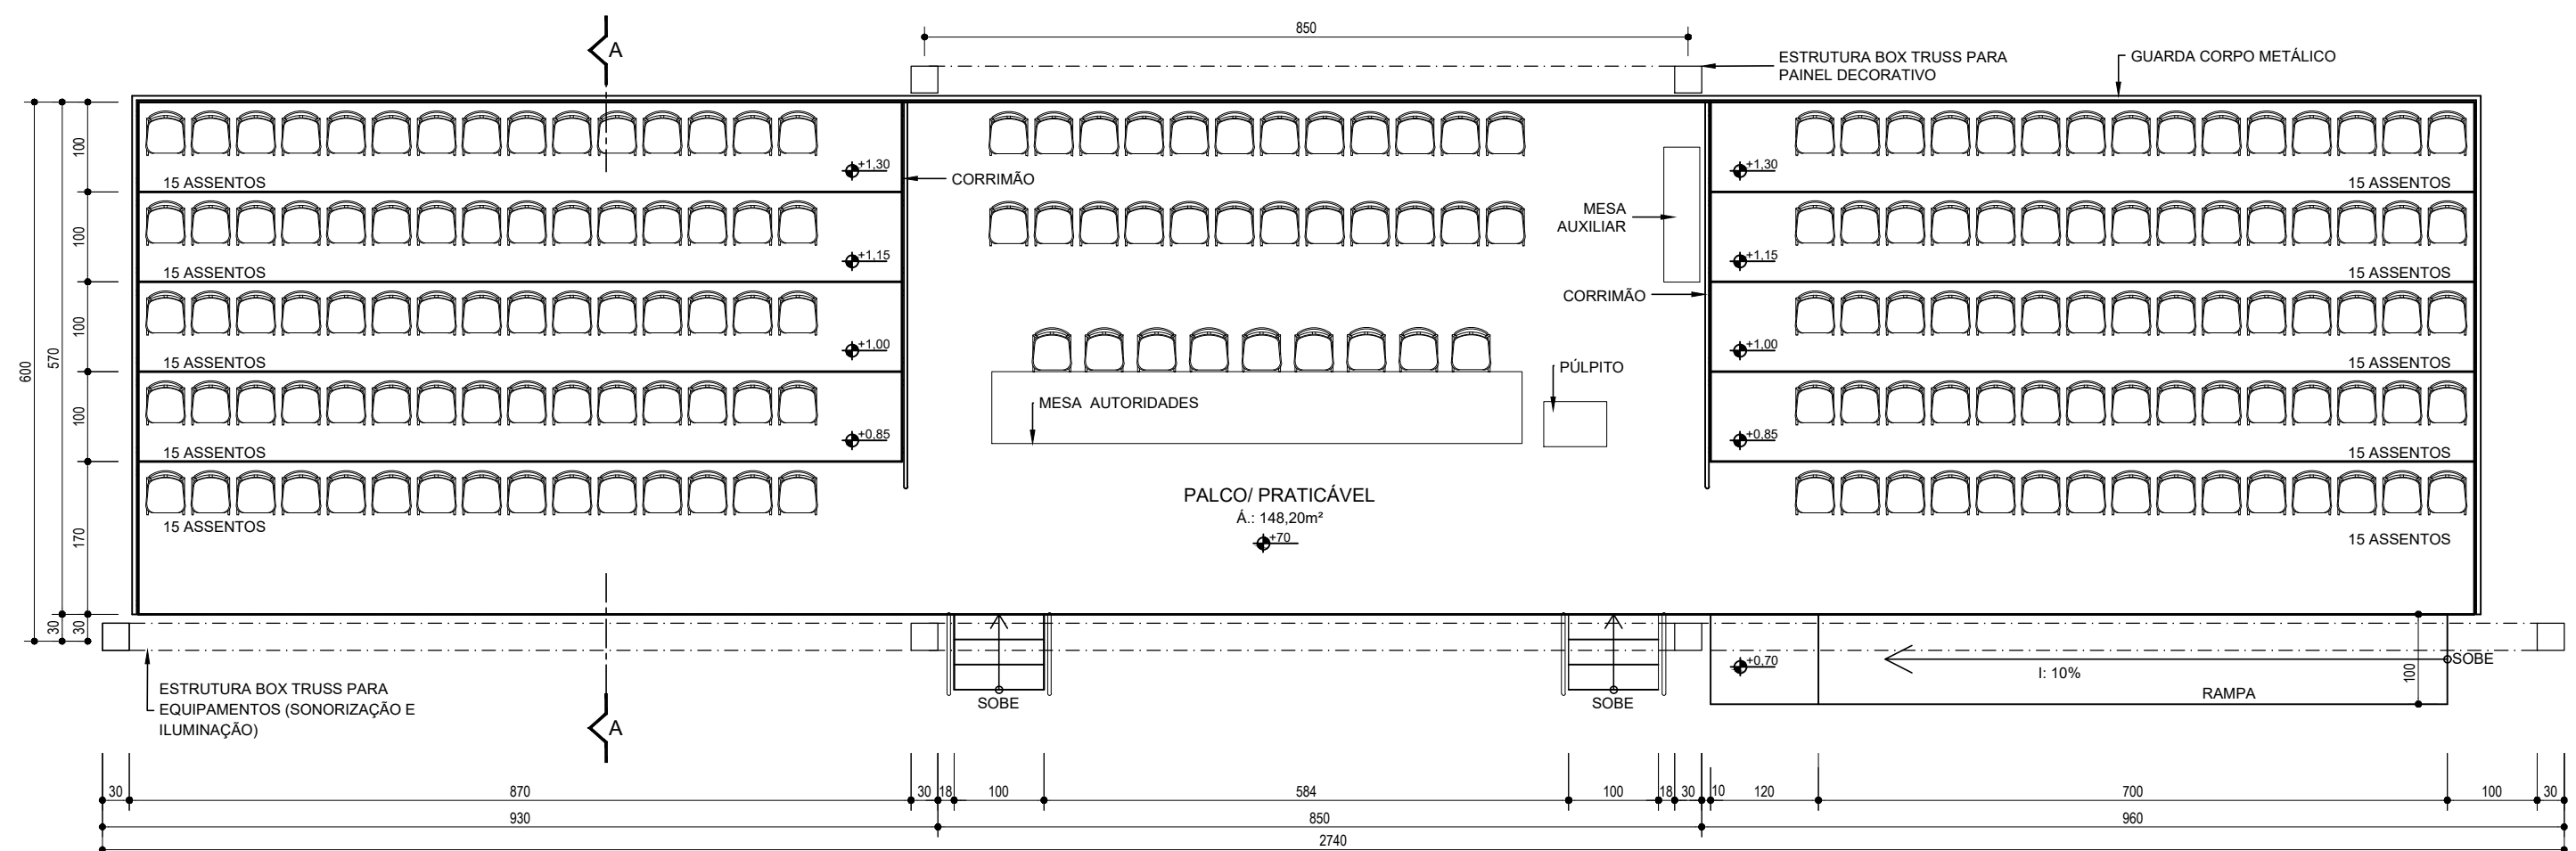 850
A
ESTRUTURA BOX TRUSS PARA
PAINEL DECORATIVO
GUARDA CORPO METÁLICO
100
100
100
100
170
30
570
30
600
+1,30
15 ASSENTOS
+1,15
15 ASSENTOS
+1,00
15 ASSENTOS
+0,85
15 ASSENTOS
15 ASSENTOS
CORRIMÃO
MESA
AUXILIAR
CORRIMÃO
PÚLPITO
MESA AUTORIDADES
PALCO/ PRATICÁVEL
Á.: 148,20m²
+70
+1,30
15 ASSENTOS
+1,15
15 ASSENTOS
+1,00
15 ASSENTOS
+0,85
15 ASSENTOS
15 ASSENTOS
ESTRUTURA BOX TRUSS PARA
EQUIPAMENTOS (SONORIZAÇÃO E
ILUMINAÇÃO)
A
SOBE
SOBE
+0,70
I: 10%
RAMPA
100
SOBE
30 870 30 18 100 584 100 18 30 10 120 700 100 30
930 850 960
2740